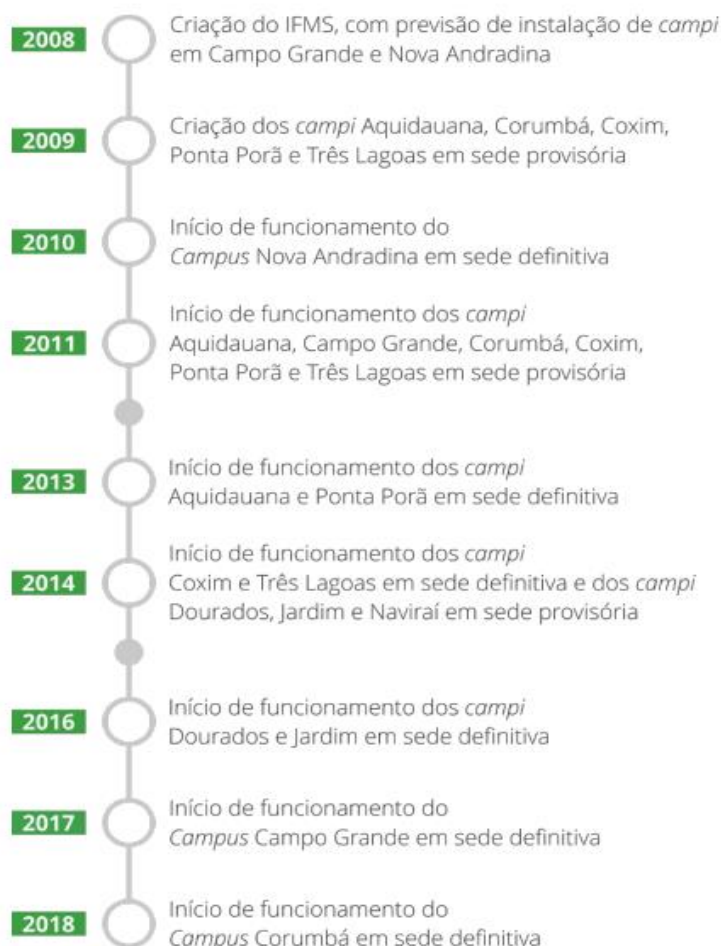 2008
Criação do IFMS, com previsão de instalação de campi
em Campo Grande e Nova Andradina
2009
Criação dos campi Aquidauana, Corumbá, Coxim,
Ponta Porã e Três Lagoas em sede provisória
2010
Início de funcionamento do
Campus Nova Andradina em sede definitiva
2011
Início de funcionamento dos campi
Aquidauana, Campo Grande, Corumbá, Coxim,
Ponta Porã e Três Lagoas em sede provisória
2013
Início de funcionamento dos campi
Aquidauana e Ponta Porã em sede definitiva
2014
Início de funcionamento dos campi
Coxim e Três Lagoas em sede definitiva e dos campi
Dourados, Jardim e Naviraí em sede provisória
2016
Início de funcionamento dos campi
Dourados e Jardim em sede definitiva
2017
Início de funcionamento do
Campus Campo Grande em sede definitiva
2018
Início de funcionamento do
Campus Corumbá em sede definitiva